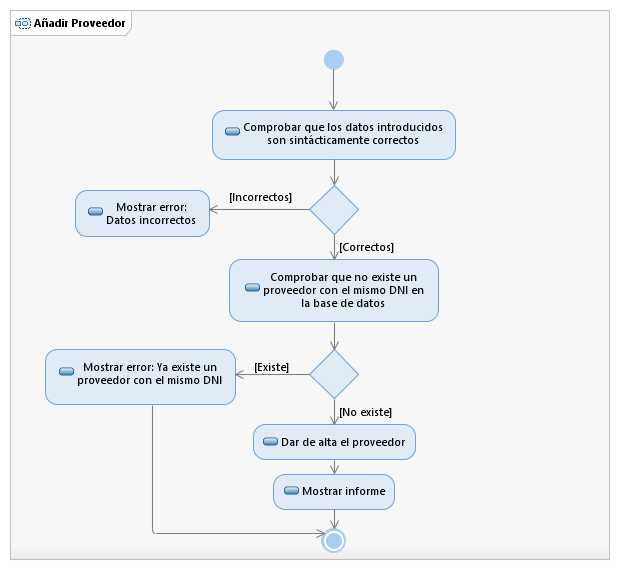 Añadir Proveedor
Comprobar que los datos introducidos
son sintácticamente correctos
[Incorrectos]
Mostrar error:
Datos incorrectos
[Correctos]
Comprobar que no existe un
proveedor con el mismo DNI en
la base de datos
[Existe]
Mostrar error: Ya existe un
proveedor con el mismo DNI
[No existe]
Dar de alta el proveedor
Mostrar informe